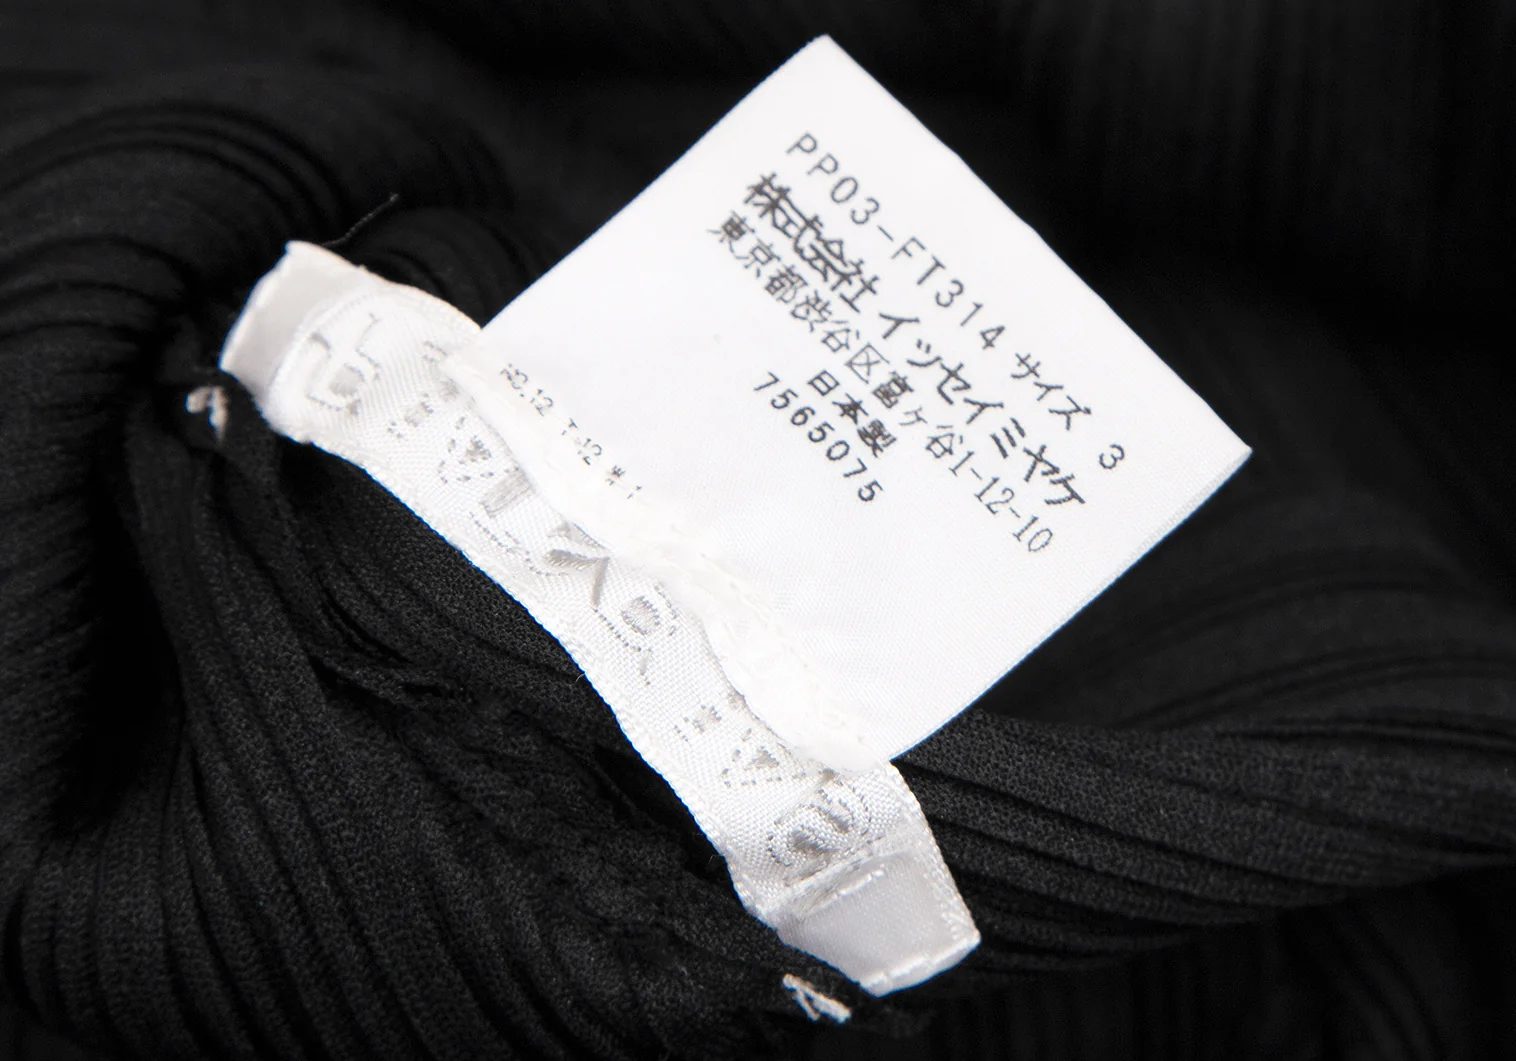 PP03-FT314 サイズ 3
株式会社 イッセイミヤケ
東京都渋谷区富ヶ谷1-12-10
日本製
7565075